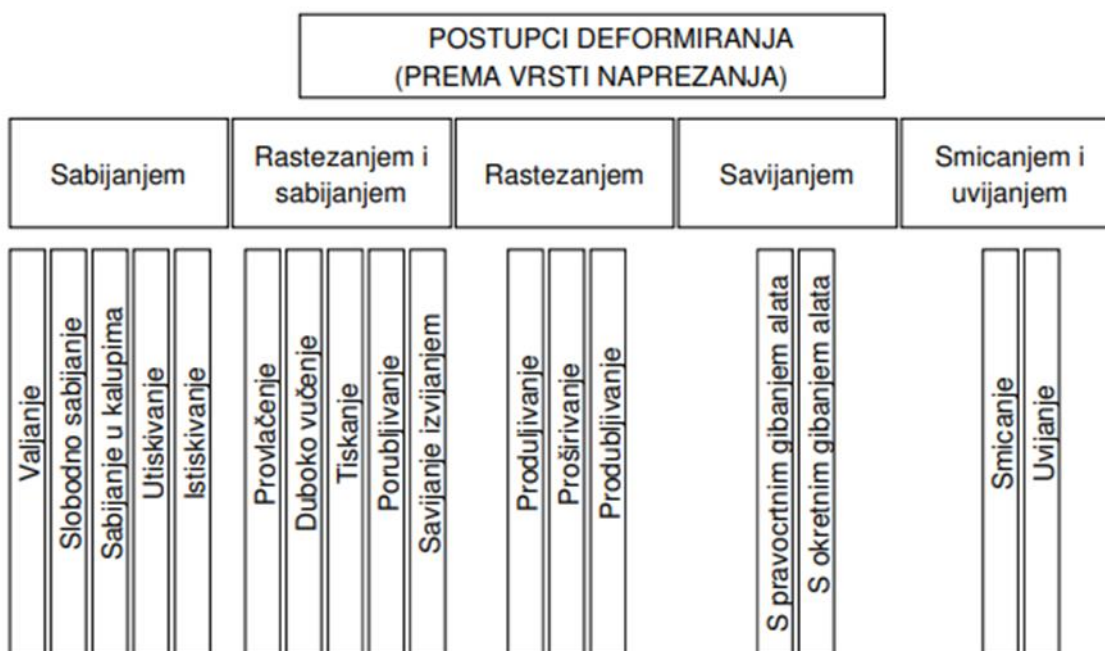 POSTUPCI DEFORMIRANJA
(PREMA VRSTI NAPREZANJA)
Sabijanjem
Rastezanjem i
sabijanjem
Rastezanjem
Savijanjem
Smicanjem i
uvijanjem
Valjanje
Slobodno sabijanje
Sabijanje u kalupima
Utiskivanje
Istiskivanje
Provlačenje
Duboko vučenje
Tiskanje
Porubljivanje
Savijanje izvijanjem
Produljivanje
Proširivanje
Produbljivanje
S pravocrtnim gibanjem alata
S okretnim gibanjem alata
Smicanje
Uvijanje